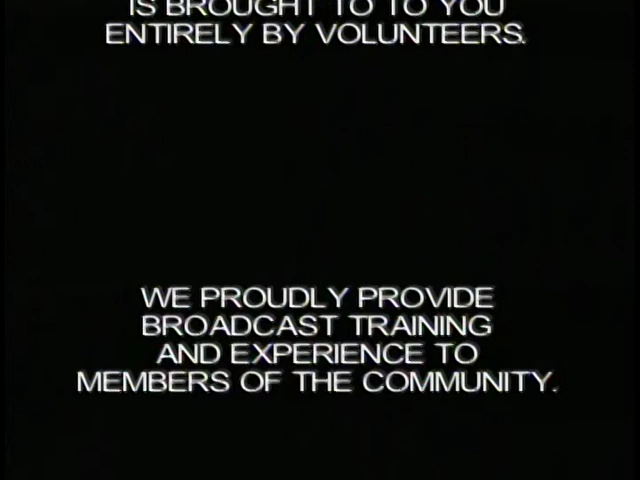 IS BROUGHT TO TO YOU
ENTIRELY BY VOLUNTEERS.
WE PROUDLY PROVIDE
BROADCAST TRAINING
AND EXPERIENCE TO
MEMBERS OF THE COMMUNITY.